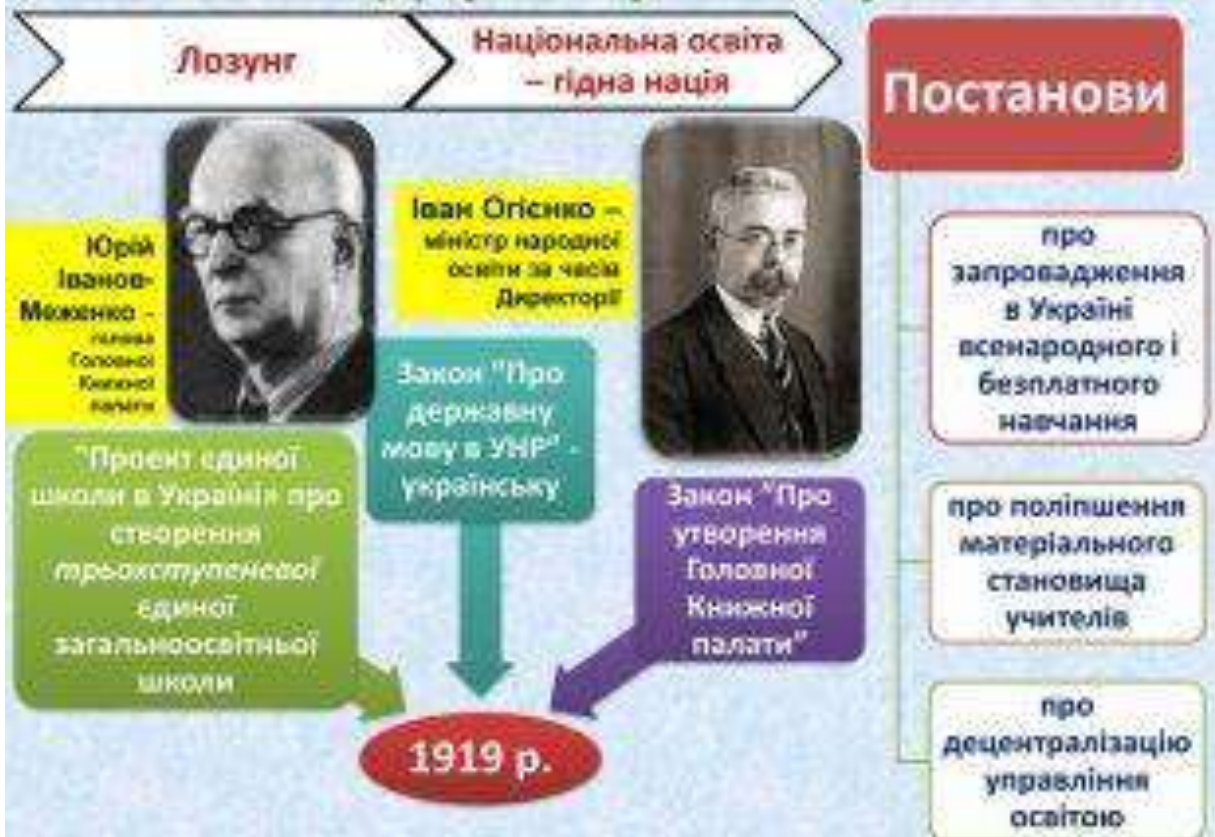 Лозунг
Національна освіта
– гідна нація
Постанови
Юрій
Іванов-
Меженко -
голова
Головної
Книжної
палати
Іван Огієнко –
міністр народної
освіти за часів
Директорії
"Проект єдиної
школи в Україні» про
створення
трьохступеневої
єдиної
загальноосвітньої
школи
Закон "Про
державну
мову в УНР" -
українську
Закон "Про
утворення
Головної
Книжної
палати"
1919 р.
про
запровадження
в Україні
всенародного і
безплатного
навчання
про поліпшення
матеріального
становища
учителів
про
децентралізацію
управління
освітою